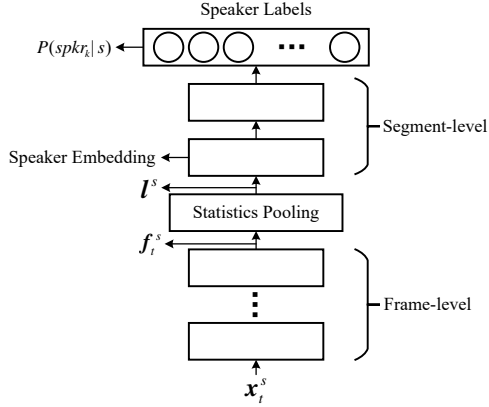 Speaker Labels
P(spkr_k | s)
Segment-level
Speaker Embedding
l^s
Statistics Pooling
f_t^s
Frame-level
x_t^s